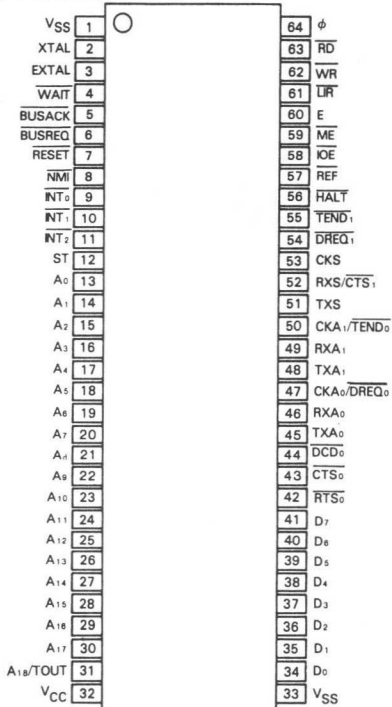 VSS 1 64 ϕ
XTAL 2 63 RD
EXTAL 3 62 WR
WAIT 4 61 LIR
BUSACK 5 60 E
BUSREQ 6 59 ME
RESET 7 58 IOE
NMI 8 57 REF
INT0 9 56 HALT
INT1 10 55 TEND1
INT2 11 54 DREQ1
ST 12 53 CKS
A0 13 52 RXS/CTS1
A1 14 51 TXS
A2 15 50 CKA1/TEND0
A3 16 49 RXA1
A4 17 48 TXA1
A5 18 47 CKA0/DREQ0
A6 19 46 RXA0
A7 20 45 TXA0
A8 21 44 DCD0
A9 22 43 CTS0
A10 23 42 RTS0
A11 24 41 D7
A12 25 40 D6
A13 26 39 D5
A14 27 38 D4
A15 28 37 D3
A16 29 36 D2
A17 30 35 D1
A18/TOUT 31 34 D0
VCC 32 33 VSS